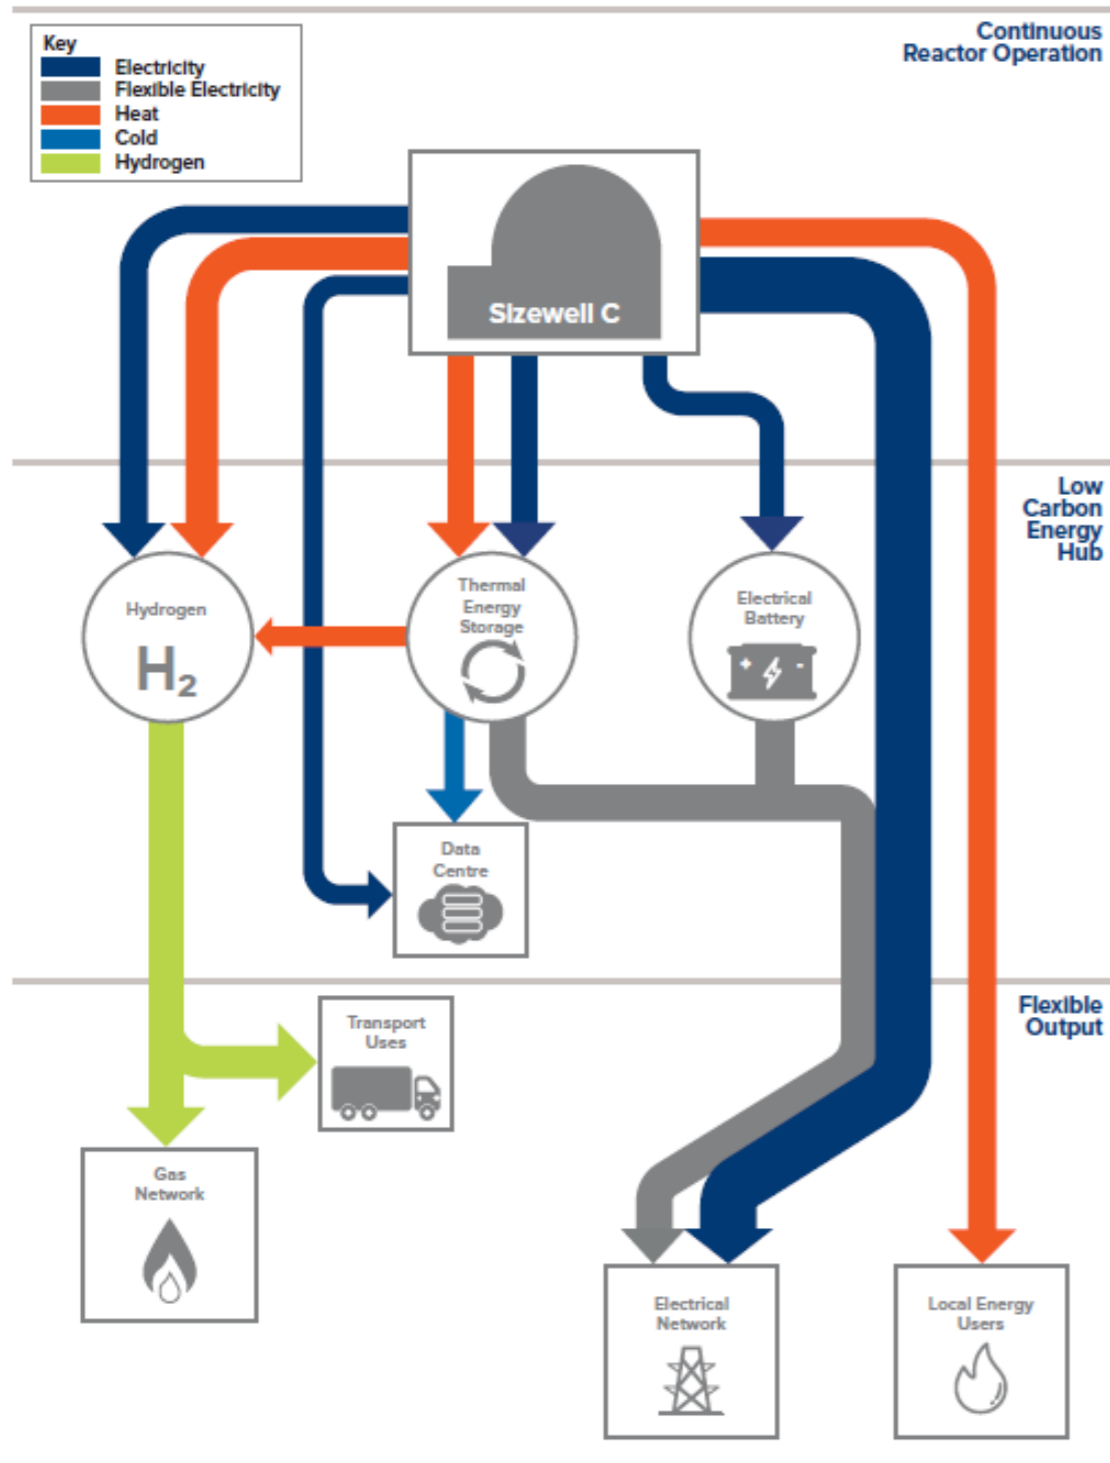 Continuous
Reactor Operation
Key
Electricity
Flexible Electricity
Heat
Cold
Hydrogen
Sizewell C
Low
Carbon
Energy
Hub
Hydrogen
H₂
Thermal
Energy
Storage
Electrical
Battery
+ -
Data
Centre
Flexible
Output
Transport
Uses
Gas
Network
Electrical
Network
Local Energy
Users